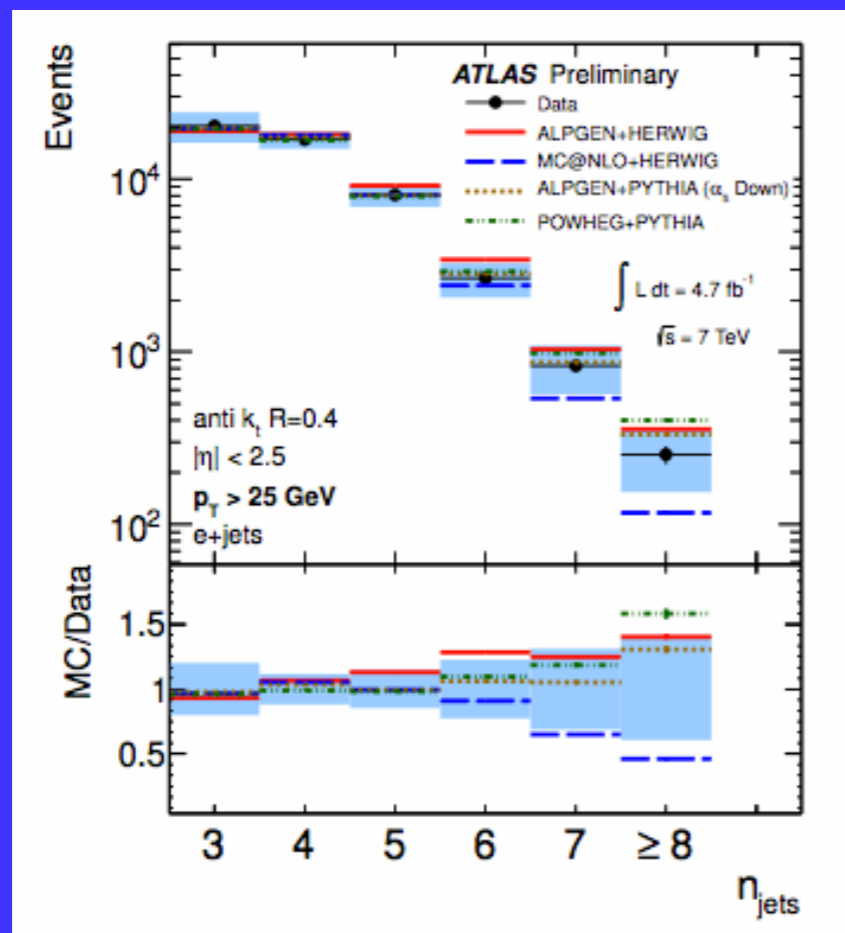 Events
ATLAS Preliminary
Data
ALPGEN+HERWIG
MC@NLO+HERWIG
ALPGEN+PYTHIA (αs Down)
POWHEG+PYTHIA
∫ L dt = 4.7 fb⁻¹
√s = 7 TeV
10⁴
10³
10²
anti kt R=0.4
|η| < 2.5
pT > 25 GeV
e+jets
MC/Data
1.5
1
0.5
3 4 5 6 7 ≥ 8
njets